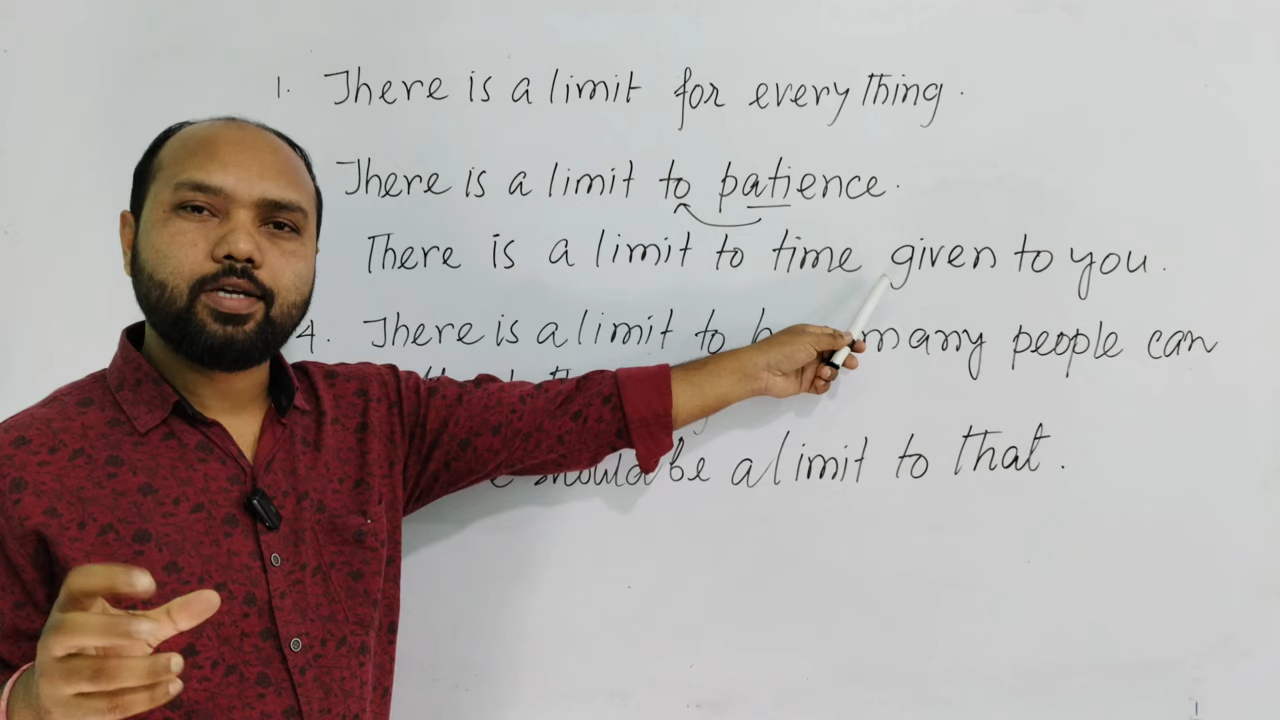 1. There is a limit for everything.
There is a limit to patience.
There is a limit to time given to you.
4. There is a limit to many people can
should be a limit to that.